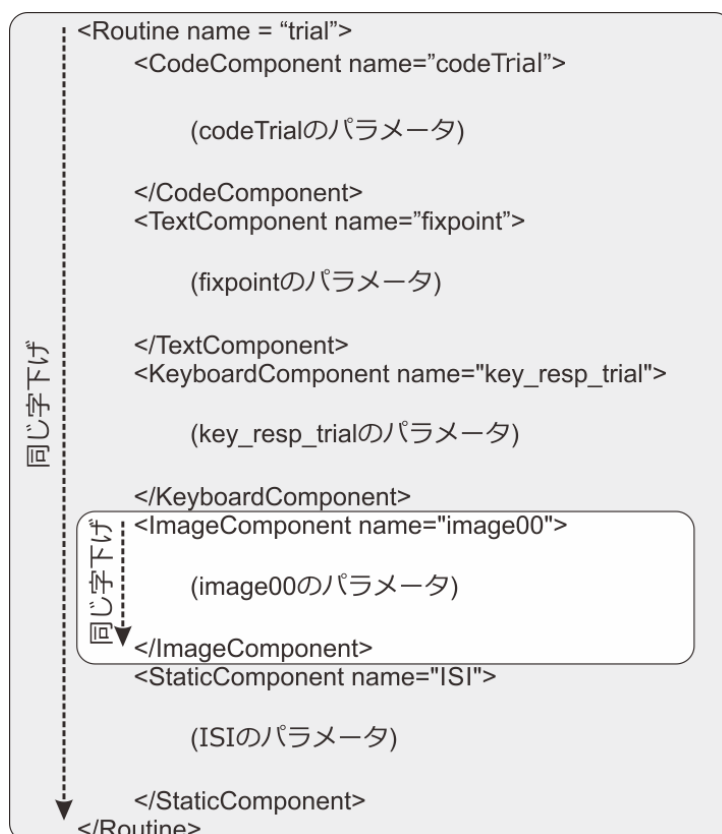 <Routine name = “trial”>
<CodeComponent name=”codeTrial”>
(codeTrialのパラメータ)
</CodeComponent>
<TextComponent name=”fixpoint”>
(fixpointのパラメータ)
</TextComponent>
<KeyboardComponent name="key_resp_trial">
(key_resp_trialのパラメータ)
</KeyboardComponent>
<ImageComponent name="image00">
(image00のパラメータ)
</ImageComponent>
<StaticComponent name="ISI">
(ISIのパラメータ)
</StaticComponent>
</Routine>
同じ字下げ
同じ字下げ